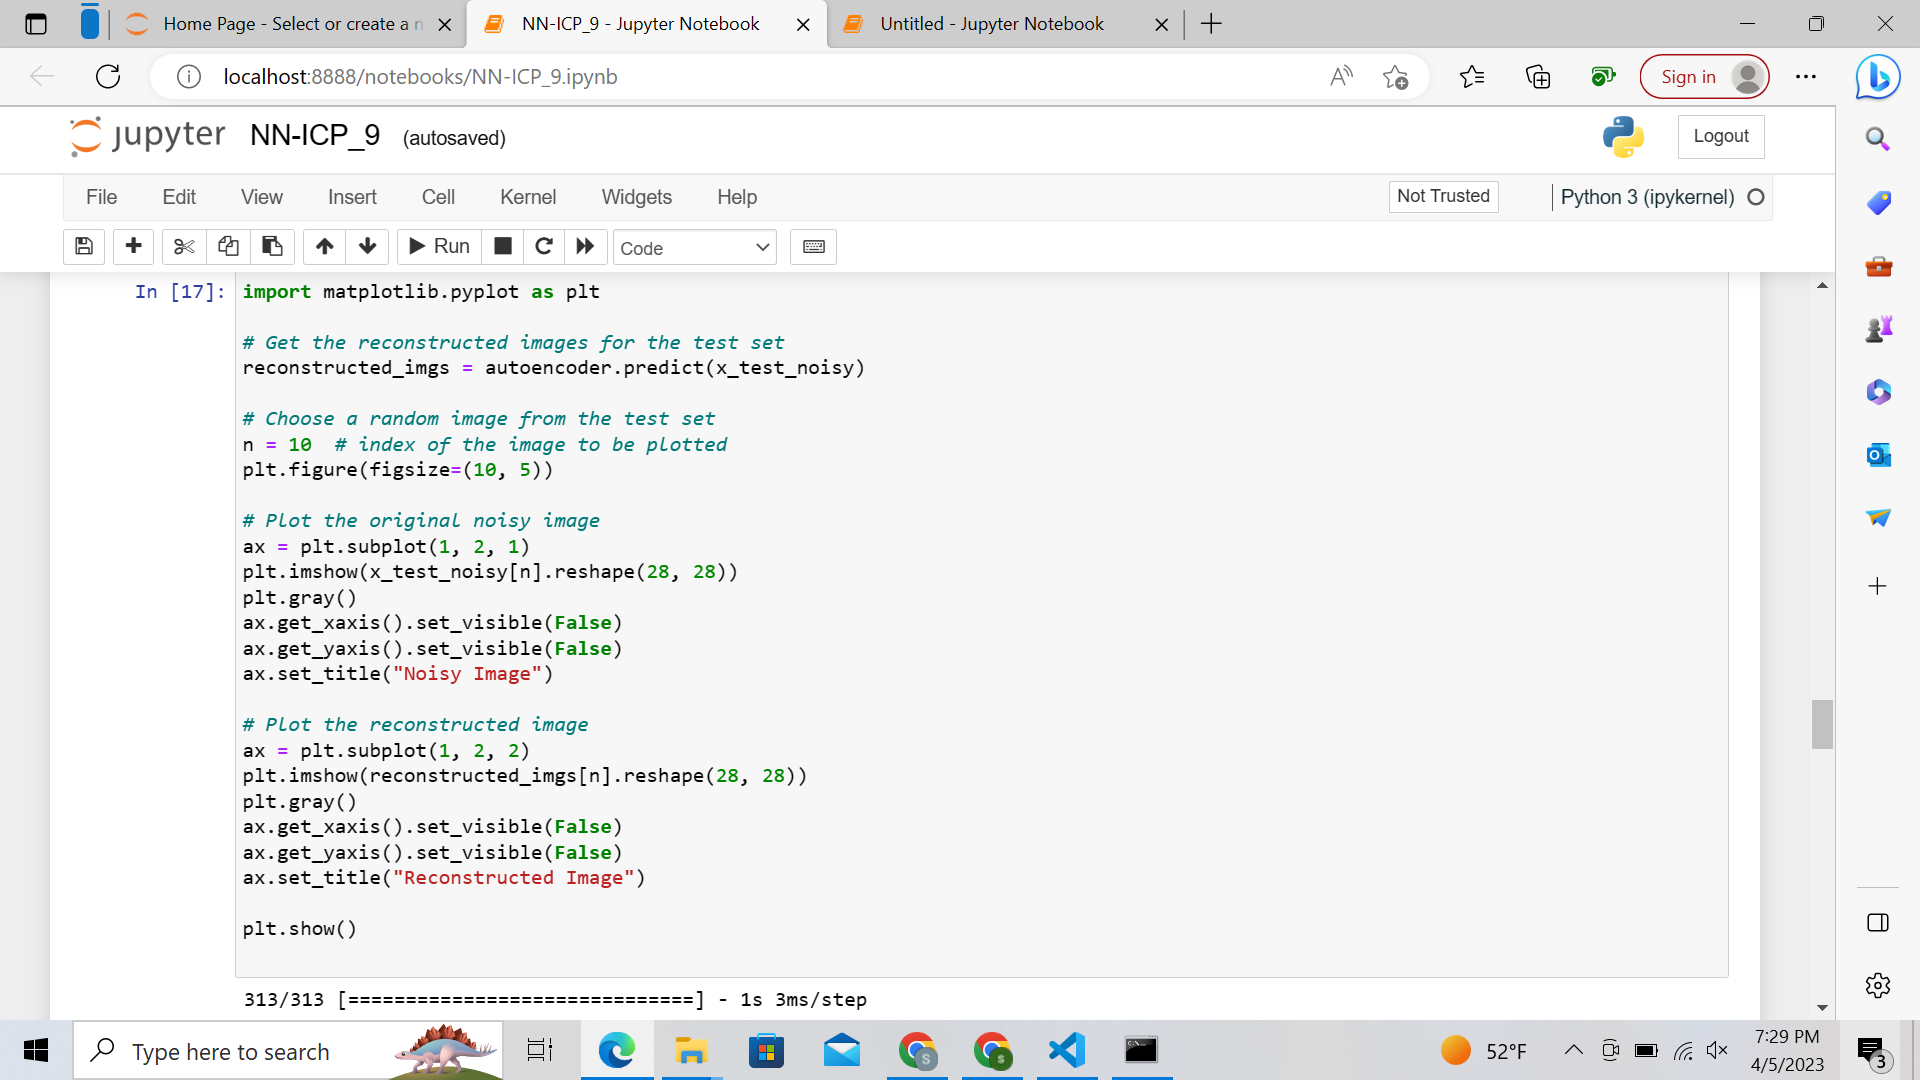 Home Page - Select or create a n
NN-ICP_9 - Jupyter Notebook
Untitled - Jupyter Notebook
localhost:8888/notebooks/NN-ICP_9.ipynb
Sign in
jupyter NN-ICP_9 (autosaved)
Logout
File Edit View Insert Cell Kernel Widgets Help
Not Trusted
Python 3 (ipykernel)
Run
Code
In [17]:
import matplotlib.pyplot as plt
# Get the reconstructed images for the test set
reconstructed_imgs = autoencoder.predict(x_test_noisy)
# Choose a random image from the test set
n = 10  # index of the image to be plotted
plt.figure(figsize=(10, 5))
# Plot the original noisy image
ax = plt.subplot(1, 2, 1)
plt.imshow(x_test_noisy[n].reshape(28, 28))
plt.gray()
ax.get_xaxis().set_visible(False)
ax.get_yaxis().set_visible(False)
ax.set_title("Noisy Image")
# Plot the reconstructed image
ax = plt.subplot(1, 2, 2)
plt.imshow(reconstructed_imgs[n].reshape(28, 28))
plt.gray()
ax.get_xaxis().set_visible(False)
ax.get_yaxis().set_visible(False)
ax.set_title("Reconstructed Image")
plt.show()
313/313 [==============================] - 1s 3ms/step
Type here to search
52°F
7:29 PM
4/5/2023
3